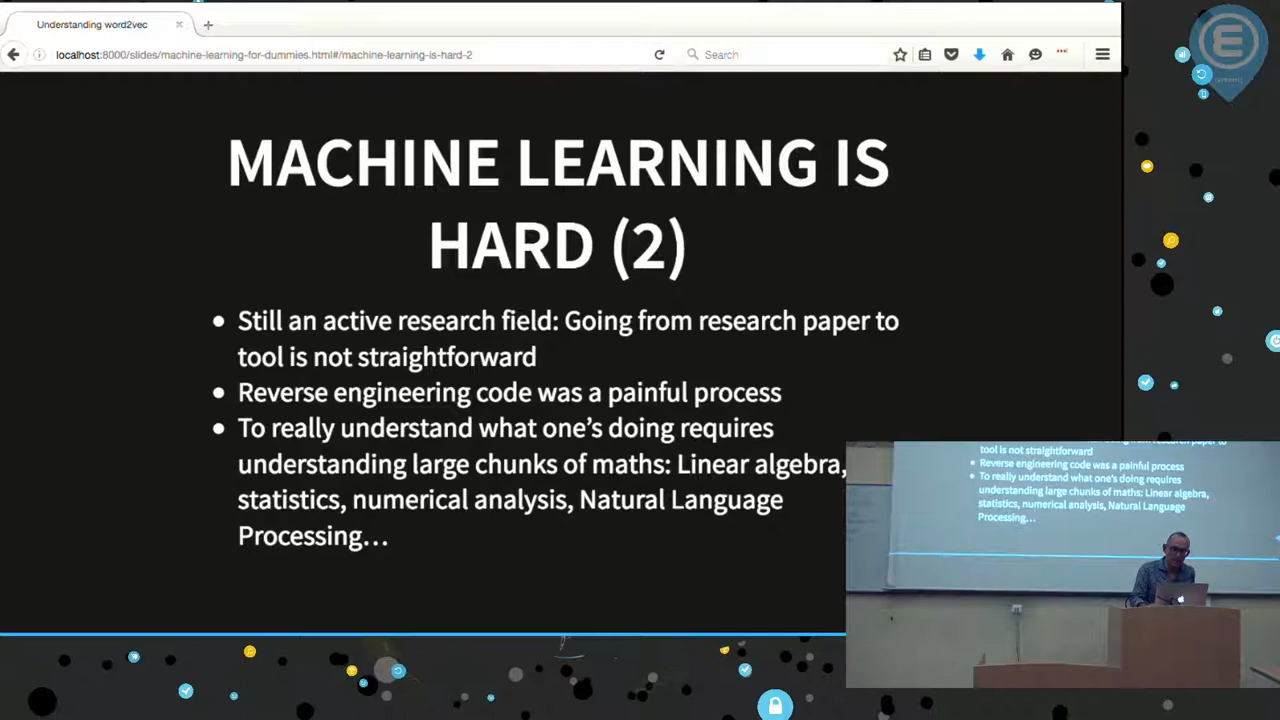 Understanding word2vec
localhost:8000/slides/machine-learning-for-dummies.html#/machine-learning-is-hard-2
Search
MACHINE LEARNING IS
HARD (2)
• Still an active research field: Going from research paper to
tool is not straightforward
• Reverse engineering code was a painful process
• To really understand what one's doing requires
understanding large chunks of maths: Linear algebra,
statistics, numerical analysis, Natural Language
Processing…
tool is not straightforward
• Reverse engineering code was a painful process
• To really understand what one's doing requires
understanding large chunks of maths: Linear algebra,
statistics, numerical analysis, Natural Language
Processing…